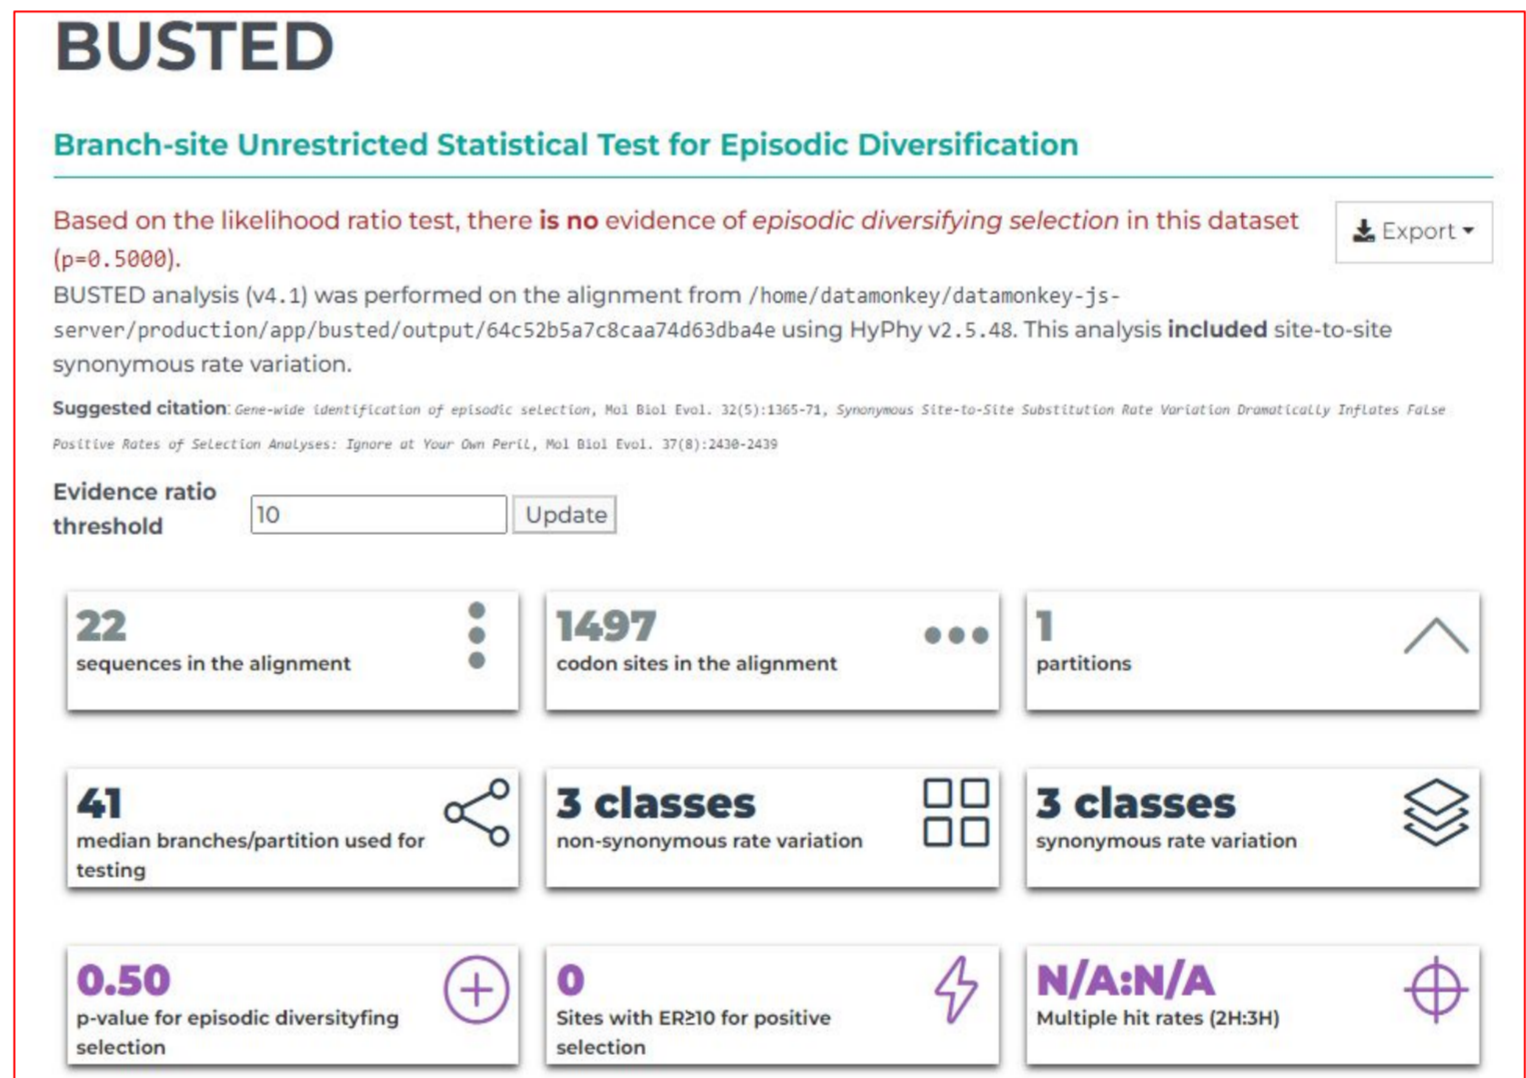 BUSTED
Branch-site Unrestricted Statistical Test for Episodic Diversification
Based on the likelihood ratio test, there is no evidence of episodic diversifying selection in this dataset
(p=0.5000).
Export
BUSTED analysis (v4.1) was performed on the alignment from /home/datamonkey/datamonkey-js-
server/production/app/busted/output/64c52b5a7c8caa74d63dba4e using HyPhy v2.5.48. This analysis included site-to-site
synonymous rate variation.
Suggested citation: Gene-wide identification of episodic selection, Mol Biol Evol. 32(5):1365-71, Synonymous Site-to-Site Substitution Rate Variation Dramatically Inflates False
Positive Rates of Selection Analyses: Ignore at Your Own Peril, Mol Biol Evol. 37(8):2430-2439
Evidence ratio
threshold
10
Update
22
sequences in the alignment
1497
codon sites in the alignment
1
partitions
41
median branches/partition used for
testing
3 classes
non-synonymous rate variation
3 classes
synonymous rate variation
0.50
p-value for episodic diversityfing
selection
0
Sites with ER≥10 for positive
selection
N/A:N/A
Multiple hit rates (2H:3H)